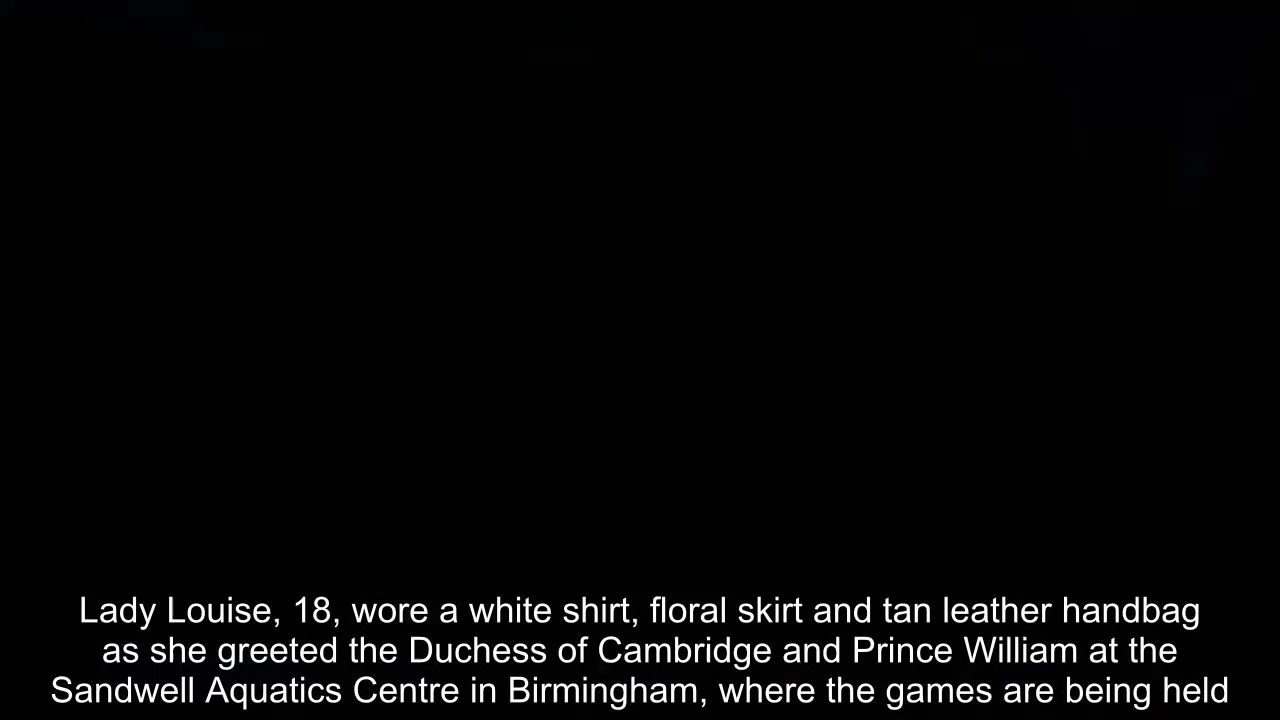 Lady Louise, 18, wore a white shirt, floral skirt and tan leather handbag
as she greeted the Duchess of Cambridge and Prince William at the
Sandwell Aquatics Centre in Birmingham, where the games are being held